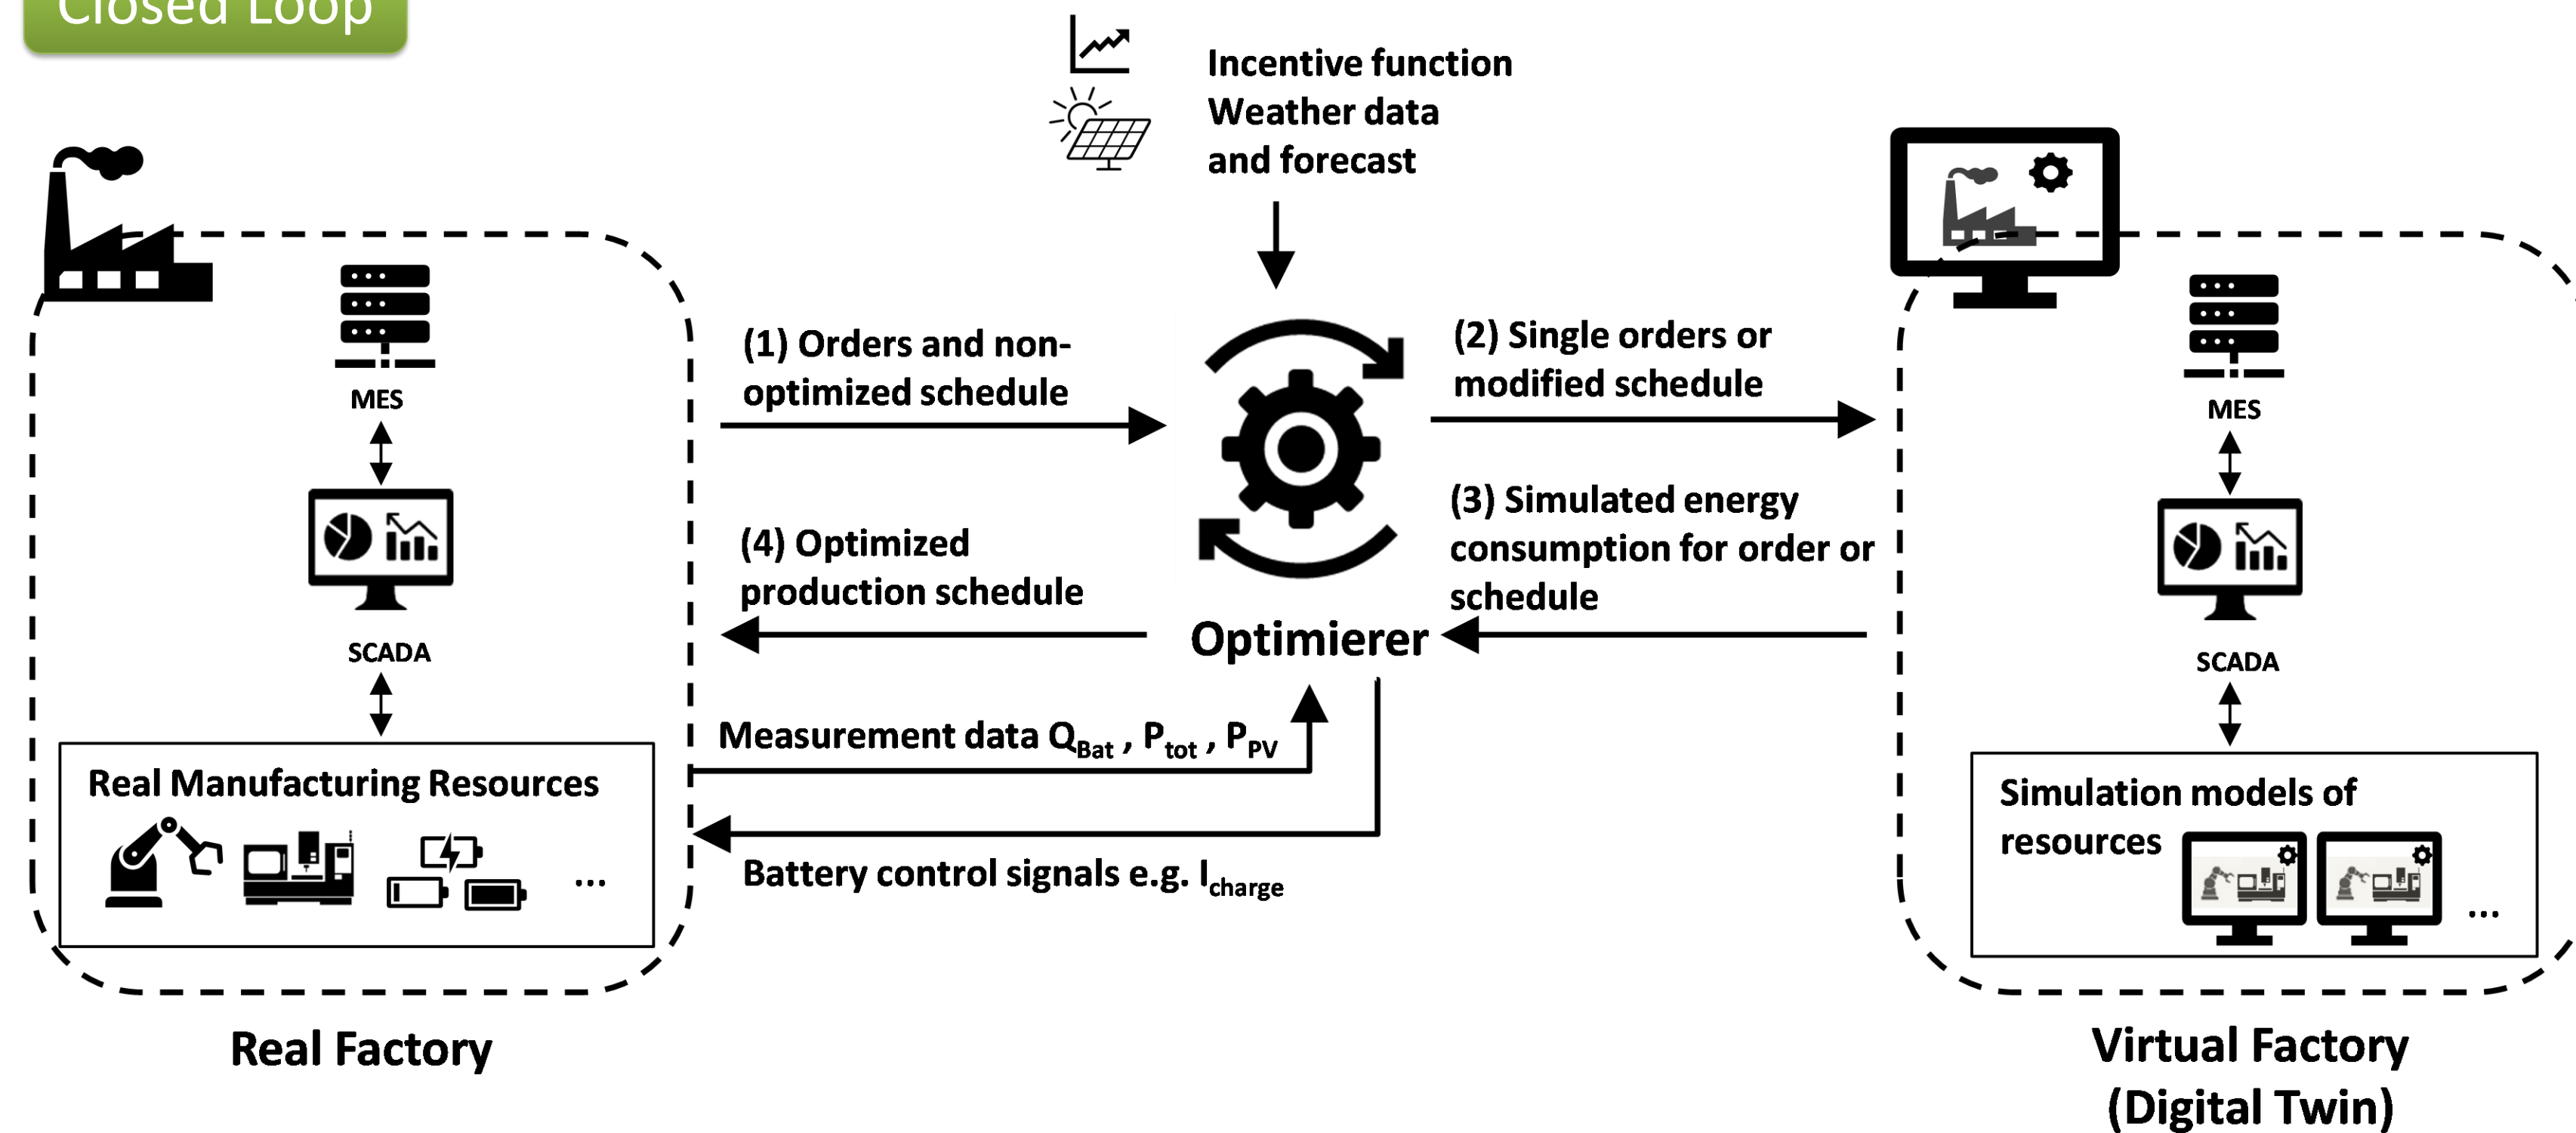 Closed Loop
Incentive function
Weather data
and forecast
MES
SCADA
Real Manufacturing Resources
...
Real Factory
(1) Orders and non-
optimized schedule
(4) Optimized
production schedule
Measurement data QBat , Ptot , PPV
Battery control signals e.g. Icharge
Optimierer
(2) Single orders or
modified schedule
(3) Simulated energy
consumption for order or
schedule
MES
SCADA
Simulation models of
resources
...
Virtual Factory
(Digital Twin)